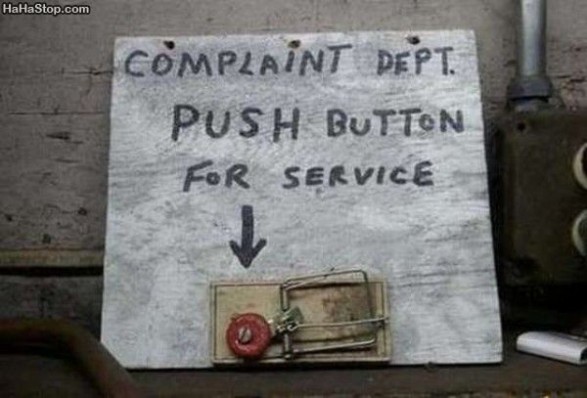 HaHaStop.com
COMPLAINT DEPT.
PUSH BUTTON
FOR SERVICE